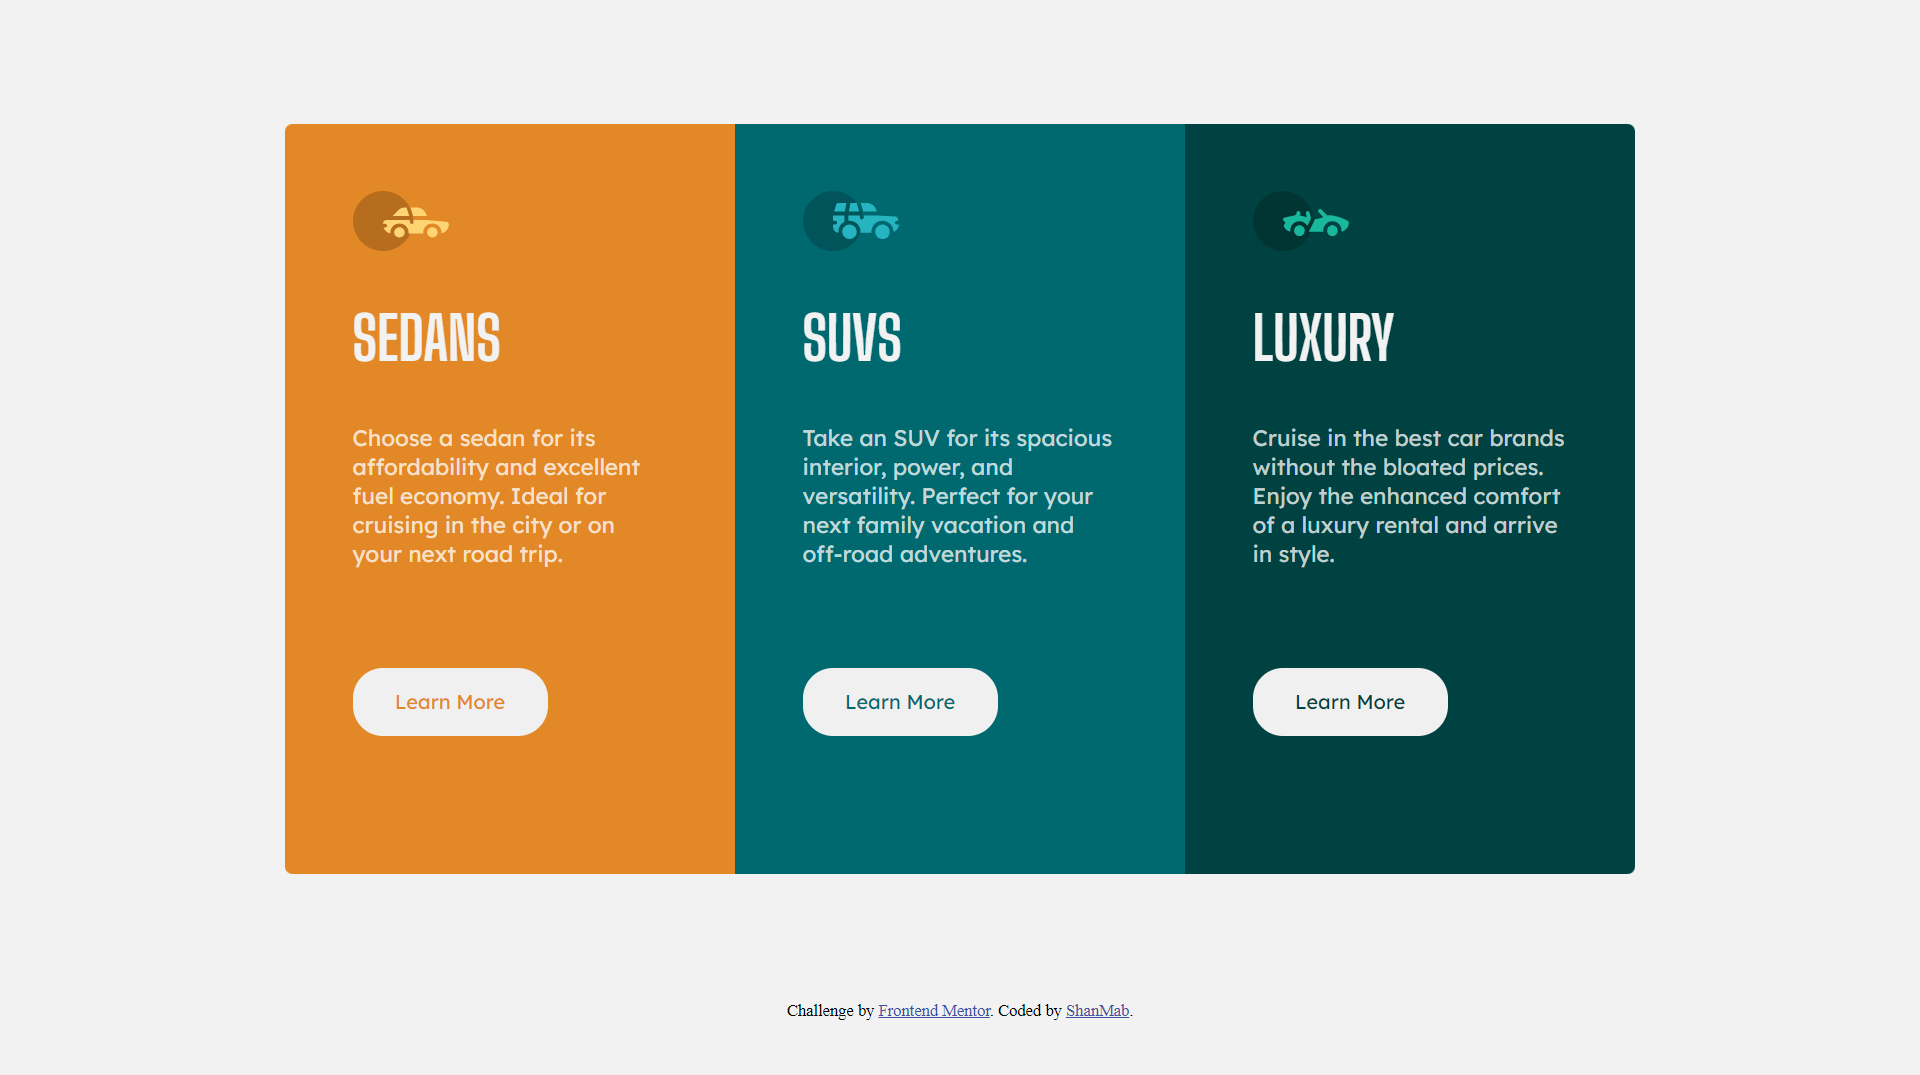 SEDANS
Choose a sedan for its
affordability and excellent
fuel economy. Ideal for
cruising in the city or on
your next road trip.
Learn More
SUVS
Take an SUV for its spacious
interior, power, and
versatility. Perfect for your
next family vacation and
off-road adventures.
Learn More
LUXURY
Cruise in the best car brands
without the bloated prices.
Enjoy the enhanced comfort
of a luxury rental and arrive
in style.
Learn More
Challenge by Frontend Mentor. Coded by ShanMab.